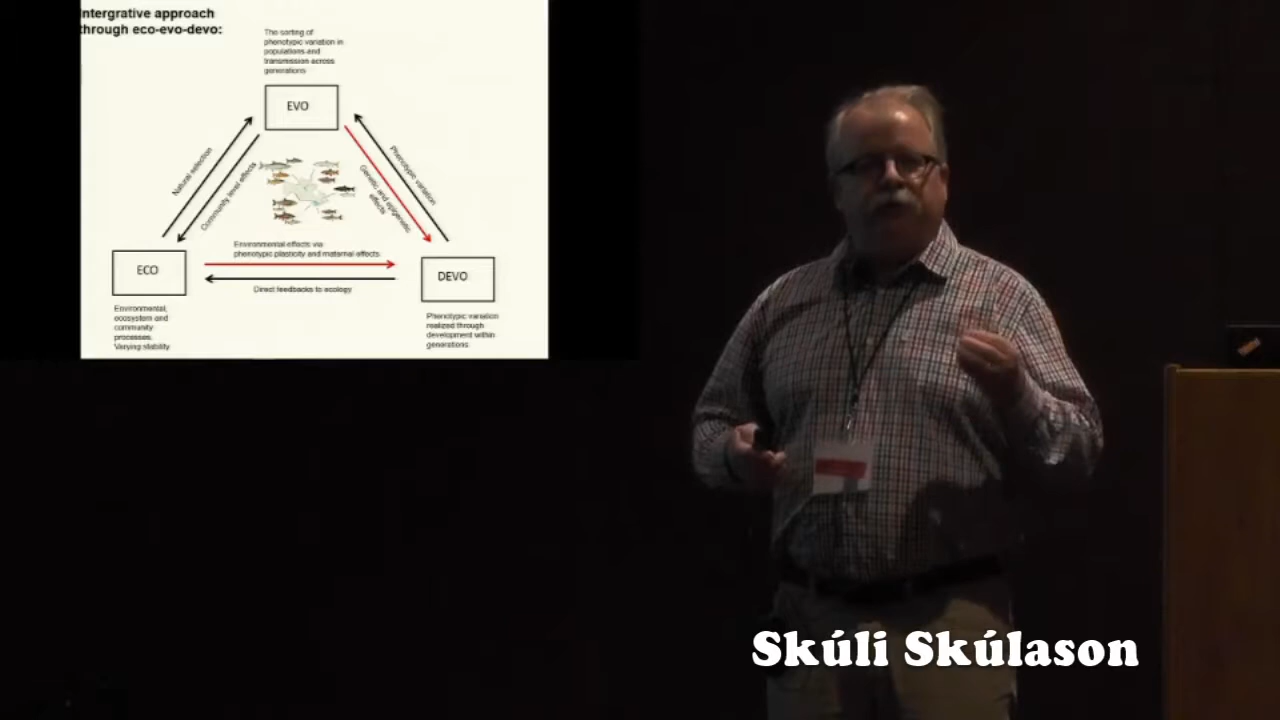 Intergrative approach
through eco-evo-devo:
The sorting of
phenotypic variation in
populations and
transmission across
generations
EVO
Natural selection
Community level effects
Genetic and epigenetic
effects
Phenotypic variation
Environmental effects via
phenotypic plasticity and maternal effects
ECO
DEVO
Direct feedbacks to ecology
Environmental,
ecosystem and
community
processes.
Varying stability
Phenotypic variation
realized through
development within
generations
Skúli Skúlason